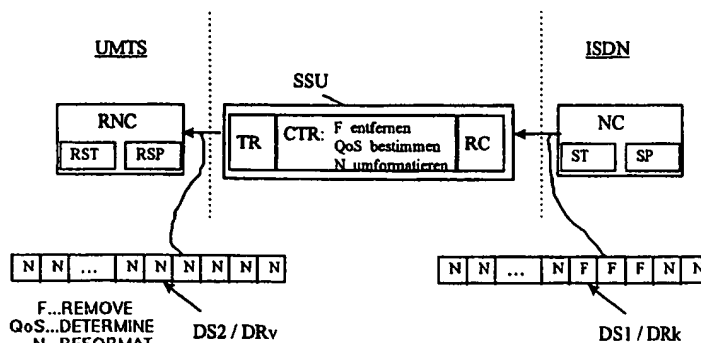 UMTS
ISDN
SSU
RNC
RST RSP
TR
CTR: F entfernen
QoS bestimmen
N umformatieren
RC
NC
ST SP
N N ... N N N N N N
N N ... N F F F N N
F...REMOVE
QoS...DETERMINE
N...REFORMAT
DS2 / DRv
DS1 / DRk